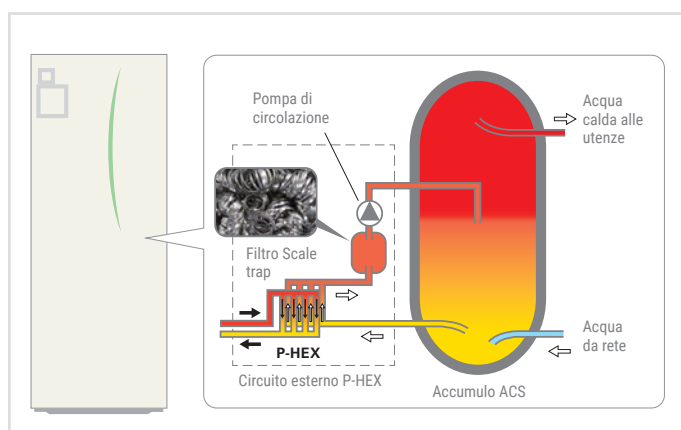 Pompa di
circolazione
Acqua
calda alle
utenze
Filtro Scale
trap
P-HEX
Circuito esterno P-HEX
Accumulo ACS
Acqua
da rete